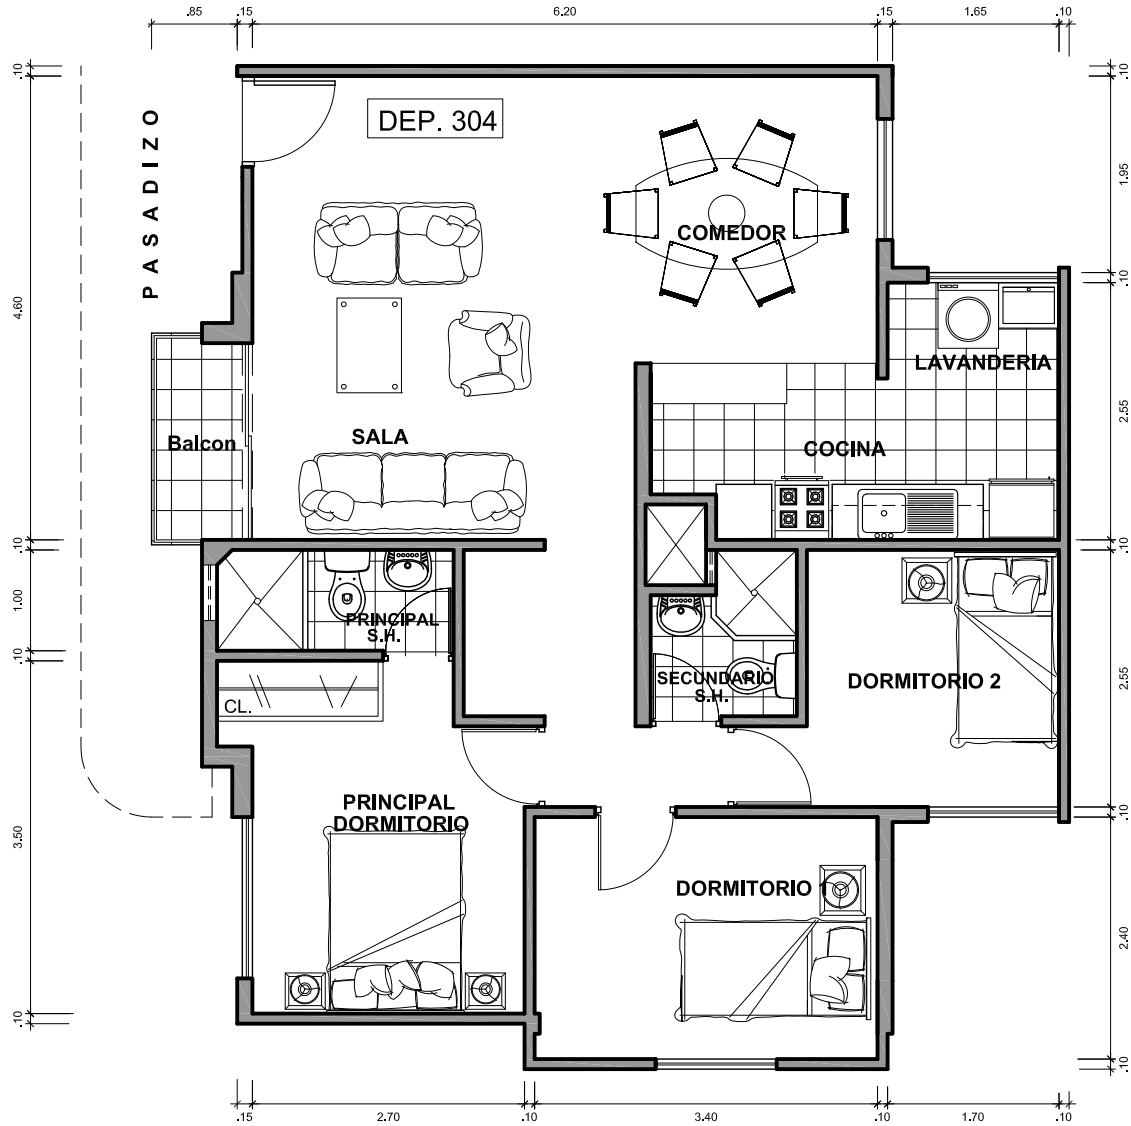 .85
.15
6.20
.15
1.65
.10
.10
4.60
.10
1.00
.10
3.50
.10
PASADIZO
DEP. 304
COMEDOR
LAVANDERIA
COCINA
SALA
Balcon
PRINCIPAL
S.H.
SECUNDARIO
S.H.
DORMITORIO 2
CL.
PRINCIPAL
DORMITORIO
DORMITORIO 1
.10
1.95
.10
2.55
.10
2.55
.10
2.40
.10
.15
2.70
.10
3.40
.10
1.70
.10